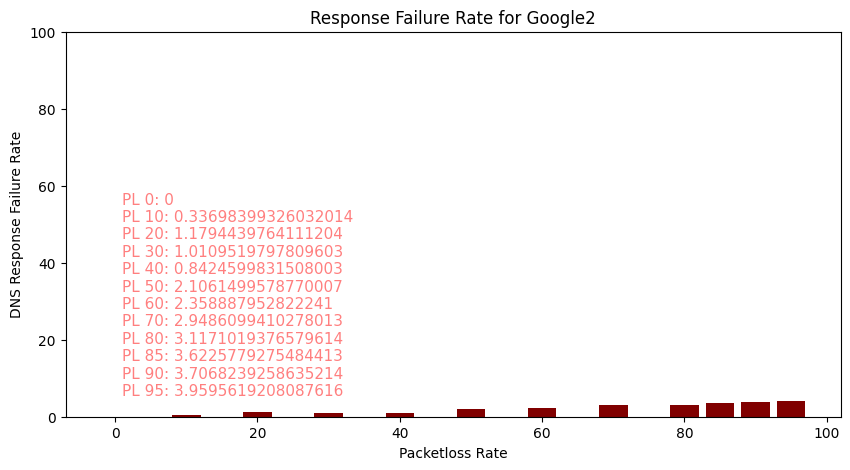 Response Failure Rate for Google2
100
80
60
40
20
0
DNS Response Failure Rate
PL 0: 0
PL 10: 0.33698399326032014
PL 20: 1.1794439764111204
PL 30: 1.0109519797809603
PL 40: 0.8424599831508003
PL 50: 2.1061499578770007
PL 60: 2.358887952822241
PL 70: 2.9486099410278013
PL 80: 3.1171019376579614
PL 85: 3.6225779275484413
PL 90: 3.7068239258635214
PL 95: 3.9595619208087616
0 20 40 60 80 100
Packetloss Rate